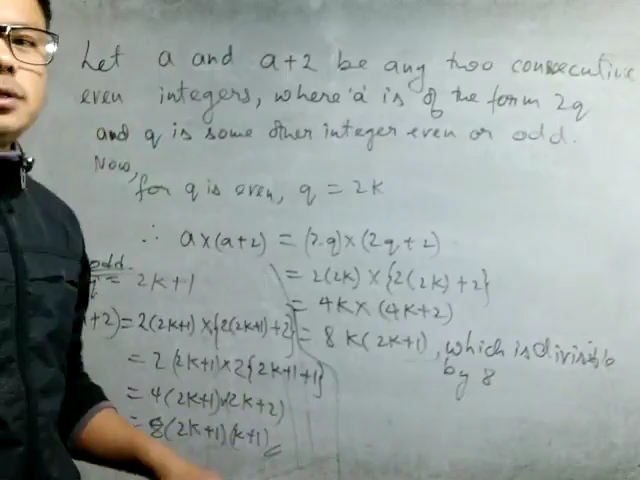 Let a and a+2 be any two consecutive
even integers, where 'a' is of the form 2q
and q is some other integer even or odd.
Now,
for q is even, q = 2k
∴ a×(a+2) = (2q)×(2q+2)
= 2(2k) × {2(2k)+2}
= 4k × (4k+2)
= 8 k(2k+1), which is divisible
by 8
odd
q = 2k+1
+2) = 2(2k+1) × {2(2k+1)+2}
= 2 (2k+1) × 2{2k+1+1}
= 4(2k+1)×(2k+2)
= 8(2k+1)(k+1)